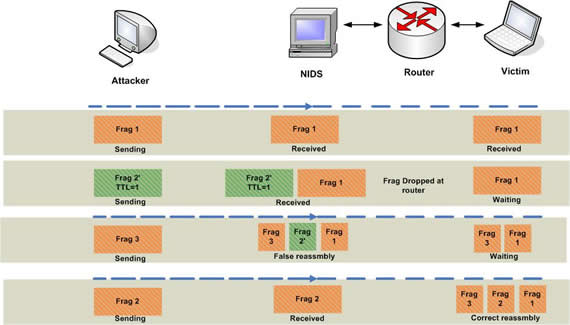 Attacker
NIDS
Router
Victim
Frag 1
Frag 1
Frag 1
Sending
Received
Received
Frag 2'
TTL=1
Frag 2'
TTL=1
Frag 1
Frag Dropped at
router
Frag 1
Sending
Received
Waiting
Frag 3
Frag
3
Frag
2'
Frag
1
Frag
3
Frag
1
Sending
False reassmbly
Waiting
Frag 2
Frag 2
Frag
3
Frag
2
Frag
1
Sending
Received
Correct reassmbly